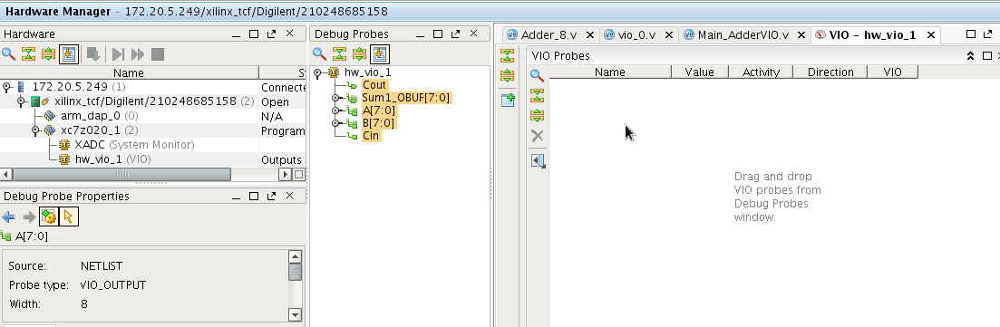 Hardware Manager - 172.20.5.249/xilinx_tcf/Digilent/210248685158
Hardware
Name
St
172.20.5.249 (1)
Connecte
xilinx_tcf/Digilent/210248685158 (2)
Open
arm_dap_0 (0)
N/A
xc7z020_1 (2)
Program
XADC (System Monitor)
hw_vio_1 (VIO)
Outputs
Debug Probe Properties
A[7:0]
Source: NETLIST
Probe type: VIO_OUTPUT
Width: 8
Debug Probes
hw_vio_1
Cout
Sum1_OBUF[7:0]
A[7:0]
B[7:0]
Cin
Adder_8.v
vio_0.v
Main_AdderVIO.v
VIO - hw_vio_1
VIO Probes
Name Value Activity Direction VIO
Drag and drop
VIO probes from
Debug Probes
window.